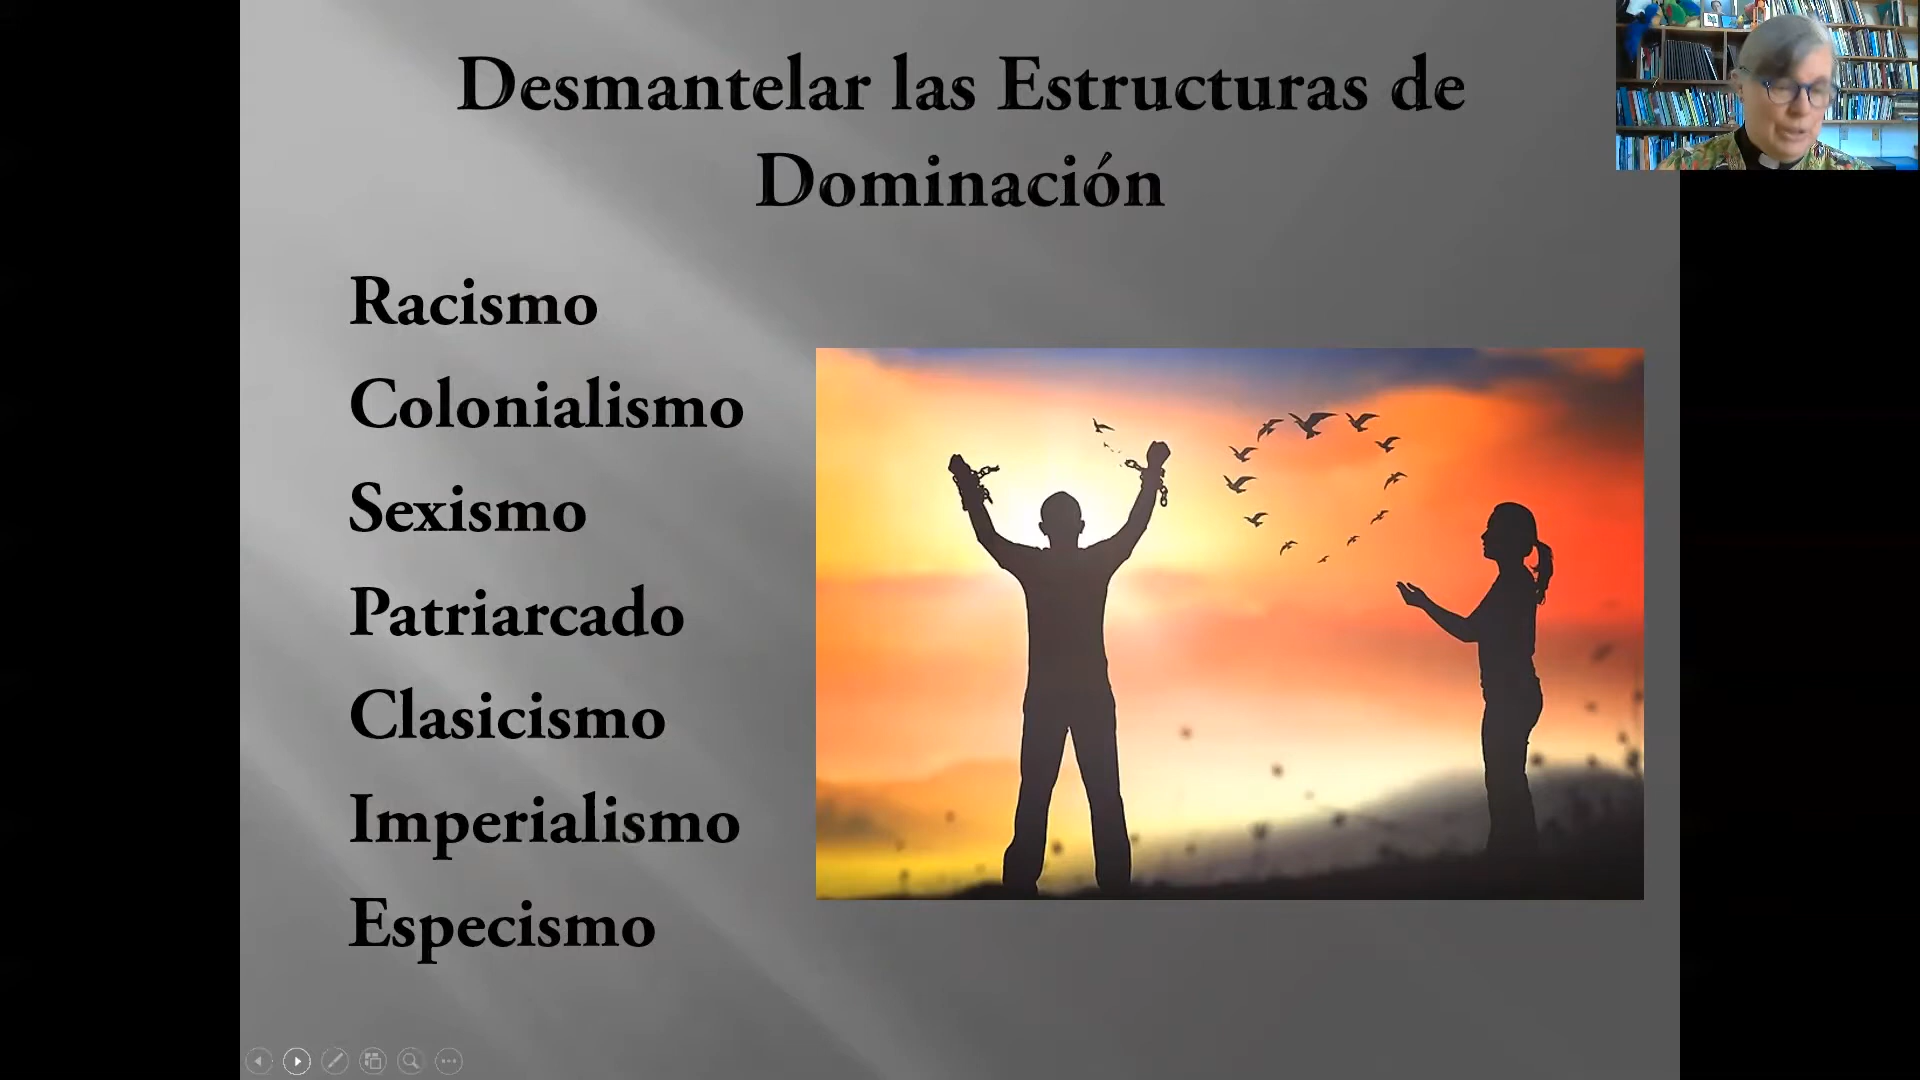 Desmantelar las Estructuras de
Dominación
Racismo
Colonialismo
Sexismo
Patriarcado
Clasicismo
Imperialismo
Especismo